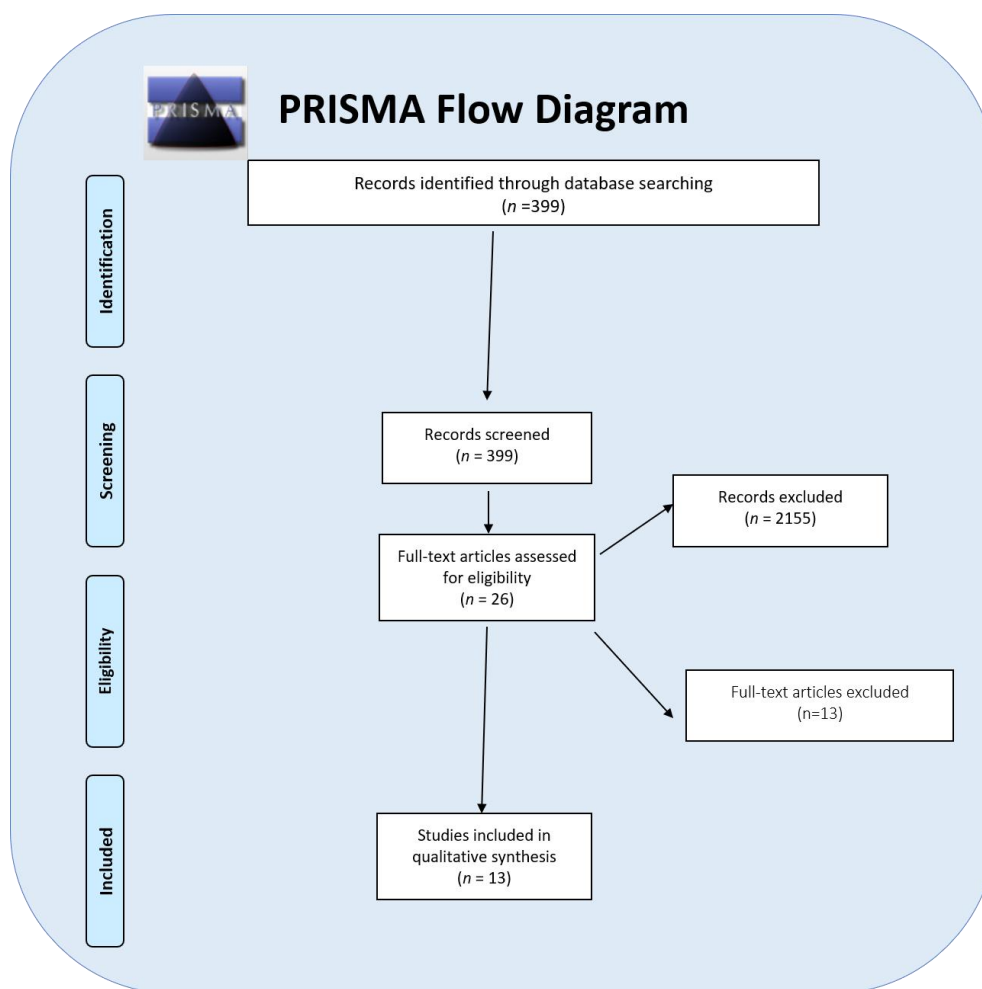 PRISMA
PRISMA Flow Diagram
Records identified through database searching
(n =399)
Identification
Records screened
(n = 399)
Screening
Records excluded
(n = 2155)
Full-text articles assessed
for eligibility
(n = 26)
Eligibility
Full-text articles excluded
(n=13)
Studies included in
qualitative synthesis
(n = 13)
Included